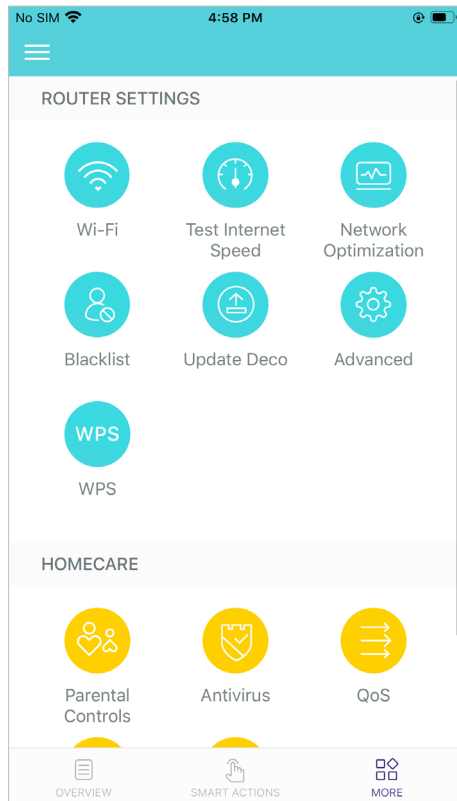 No SIM 4:58 PM
ROUTER SETTINGS
Wi-Fi Test Internet Network
Speed Optimization
Blacklist Update Deco Advanced
WPS
WPS
HOMECARE
Parental Antivirus QoS
Controls
OVERVIEW SMART ACTIONS MORE